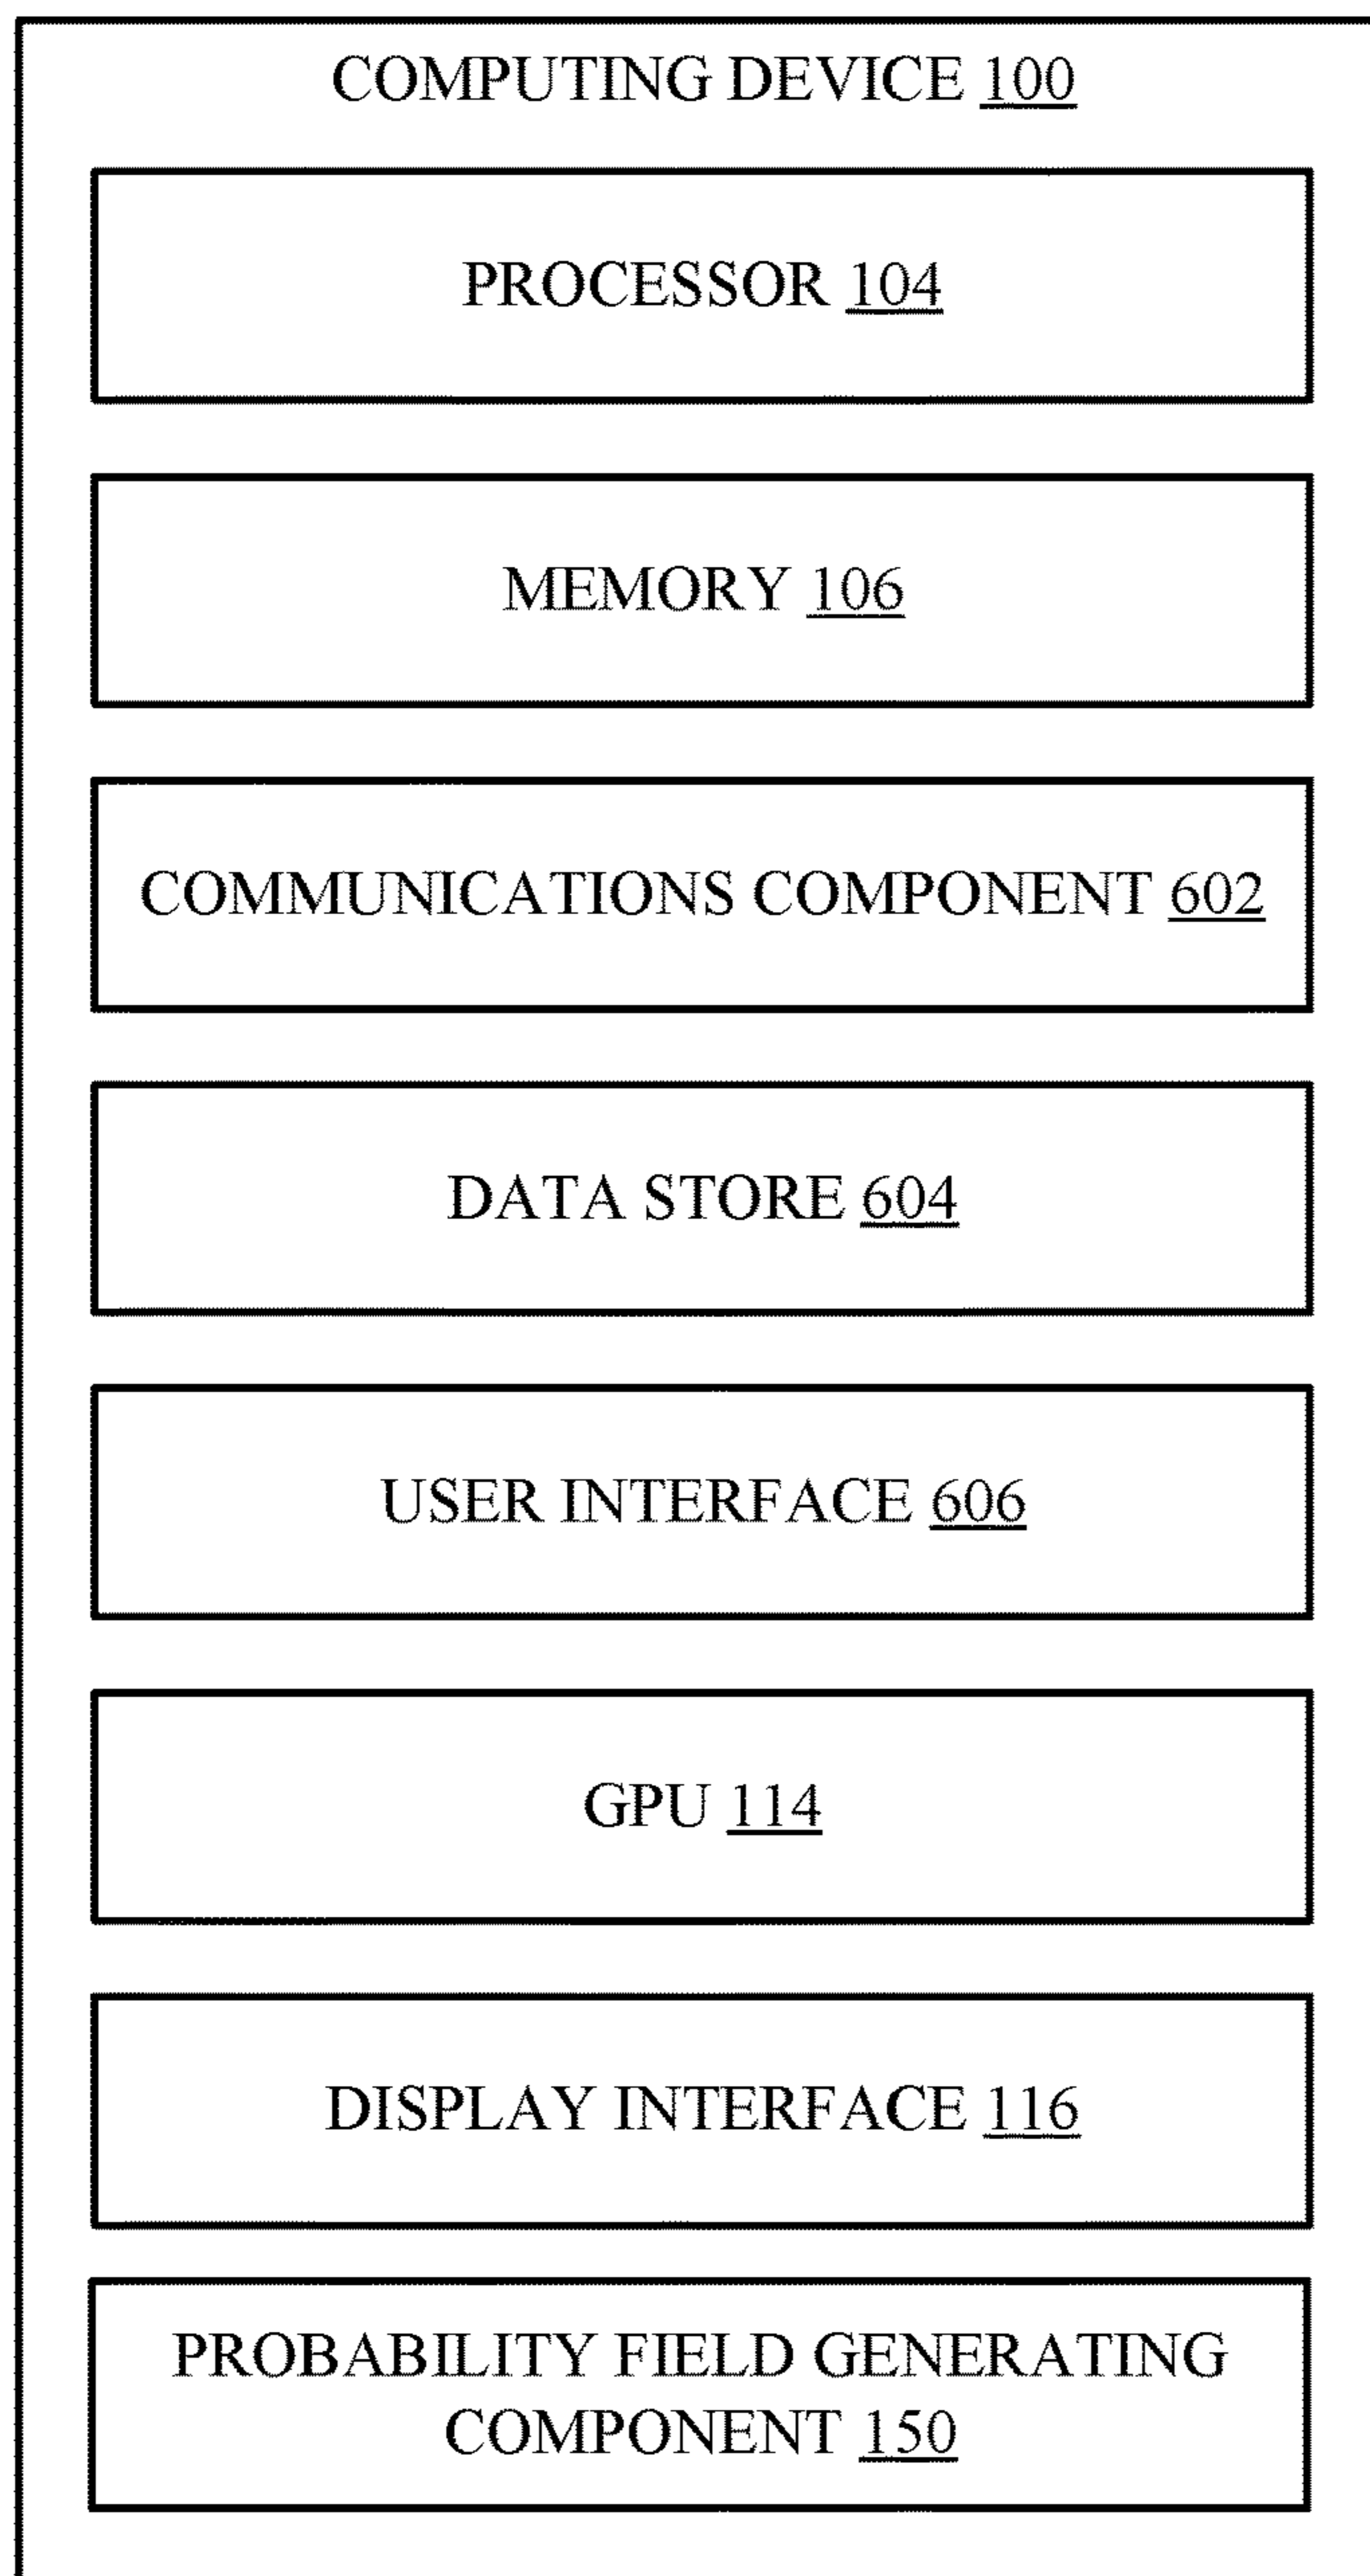 COMPUTING DEVICE 100
PROCESSOR 104
MEMORY 106
COMMUNICATIONS COMPONENT 602
DATA STORE 604
USER INTERFACE 606
GPU 114
DISPLAY INTERFACE 116
PROBABILITY FIELD GENERATING
COMPONENT 150